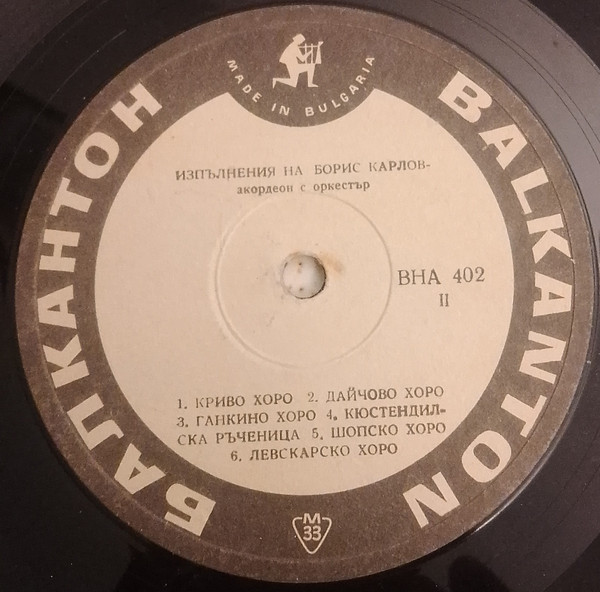 MADE IN BULGARIA
БАЛКАНТОН
BALKANTON
ИЗПЪЛНЕНИЯ НА БОРИС КАРЛОВ-
акордеон с оркестър
ВНА 402
II
1. КРИВО ХОРО 2. ДАЙЧОВО ХОРО
3. ГАНКИНО ХОРО 4. КЮСТЕНДИЛ-
СКА РЪЧЕНИЦА 5. ШОПСКО ХОРО
6. ЛЕВСКАРСКО ХОРО
M
33